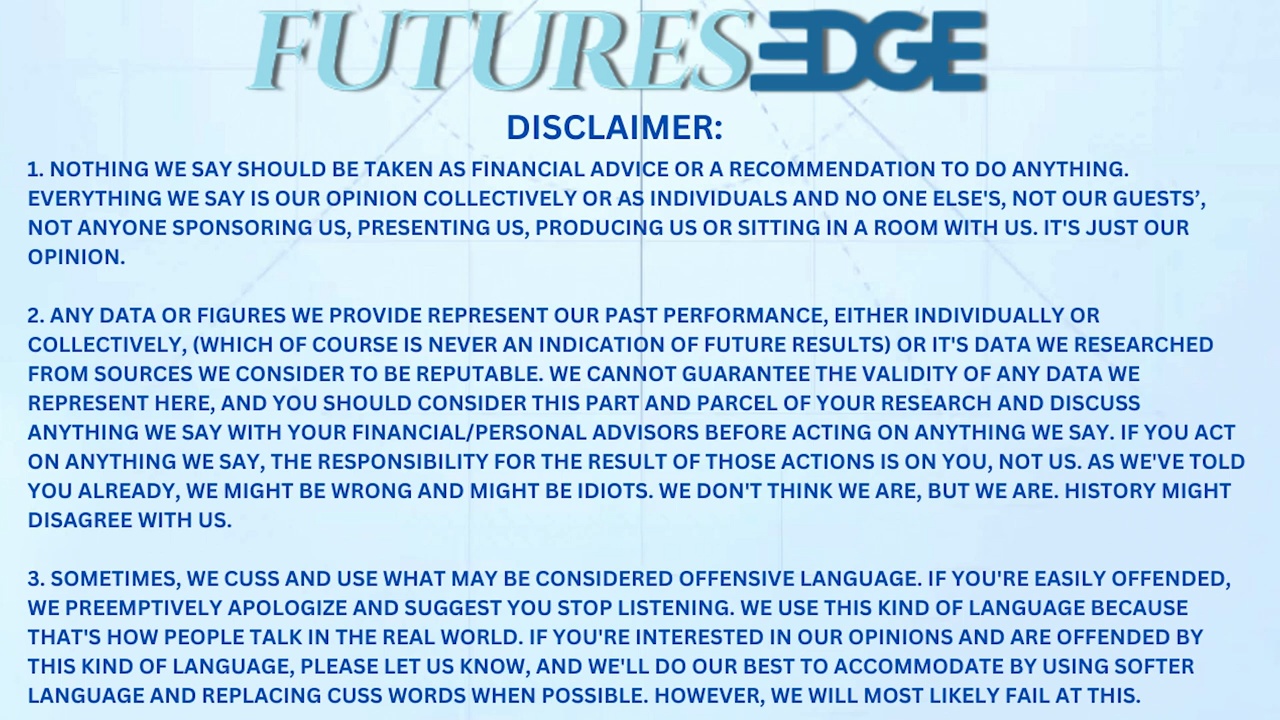 FUTURES EDGE
DISCLAIMER:
1. NOTHING WE SAY SHOULD BE TAKEN AS FINANCIAL ADVICE OR A RECOMMENDATION TO DO ANYTHING.
EVERYTHING WE SAY IS OUR OPINION COLLECTIVELY OR AS INDIVIDUALS AND NO ONE ELSE'S, NOT OUR GUESTS’,
NOT ANYONE SPONSORING US, PRESENTING US, PRODUCING US OR SITTING IN A ROOM WITH US. IT'S JUST OUR
OPINION.
2. ANY DATA OR FIGURES WE PROVIDE REPRESENT OUR PAST PERFORMANCE, EITHER INDIVIDUALLY OR
COLLECTIVELY, (WHICH OF COURSE IS NEVER AN INDICATION OF FUTURE RESULTS) OR IT'S DATA WE RESEARCHED
FROM SOURCES WE CONSIDER TO BE REPUTABLE. WE CANNOT GUARANTEE THE VALIDITY OF ANY DATA WE
REPRESENT HERE, AND YOU SHOULD CONSIDER THIS PART AND PARCEL OF YOUR RESEARCH AND DISCUSS
ANYTHING WE SAY WITH YOUR FINANCIAL/PERSONAL ADVISORS BEFORE ACTING ON ANYTHING WE SAY. IF YOU ACT
ON ANYTHING WE SAY, THE RESPONSIBILITY FOR THE RESULT OF THOSE ACTIONS IS ON YOU, NOT US. AS WE'VE TOLD
YOU ALREADY, WE MIGHT BE WRONG AND MIGHT BE IDIOTS. WE DON'T THINK WE ARE, BUT WE ARE. HISTORY MIGHT
DISAGREE WITH US.
3. SOMETIMES, WE CUSS AND USE WHAT MAY BE CONSIDERED OFFENSIVE LANGUAGE. IF YOU'RE EASILY OFFENDED,
WE PREEMPTIVELY APOLOGIZE AND SUGGEST YOU STOP LISTENING. WE USE THIS KIND OF LANGUAGE BECAUSE
THAT'S HOW PEOPLE TALK IN THE REAL WORLD. IF YOU'RE INTERESTED IN OUR OPINIONS AND ARE OFFENDED BY
THIS KIND OF LANGUAGE, PLEASE LET US KNOW, AND WE'LL DO OUR BEST TO ACCOMMODATE BY USING SOFTER
LANGUAGE AND REPLACING CUSS WORDS WHEN POSSIBLE. HOWEVER, WE WILL MOST LIKELY FAIL AT THIS.